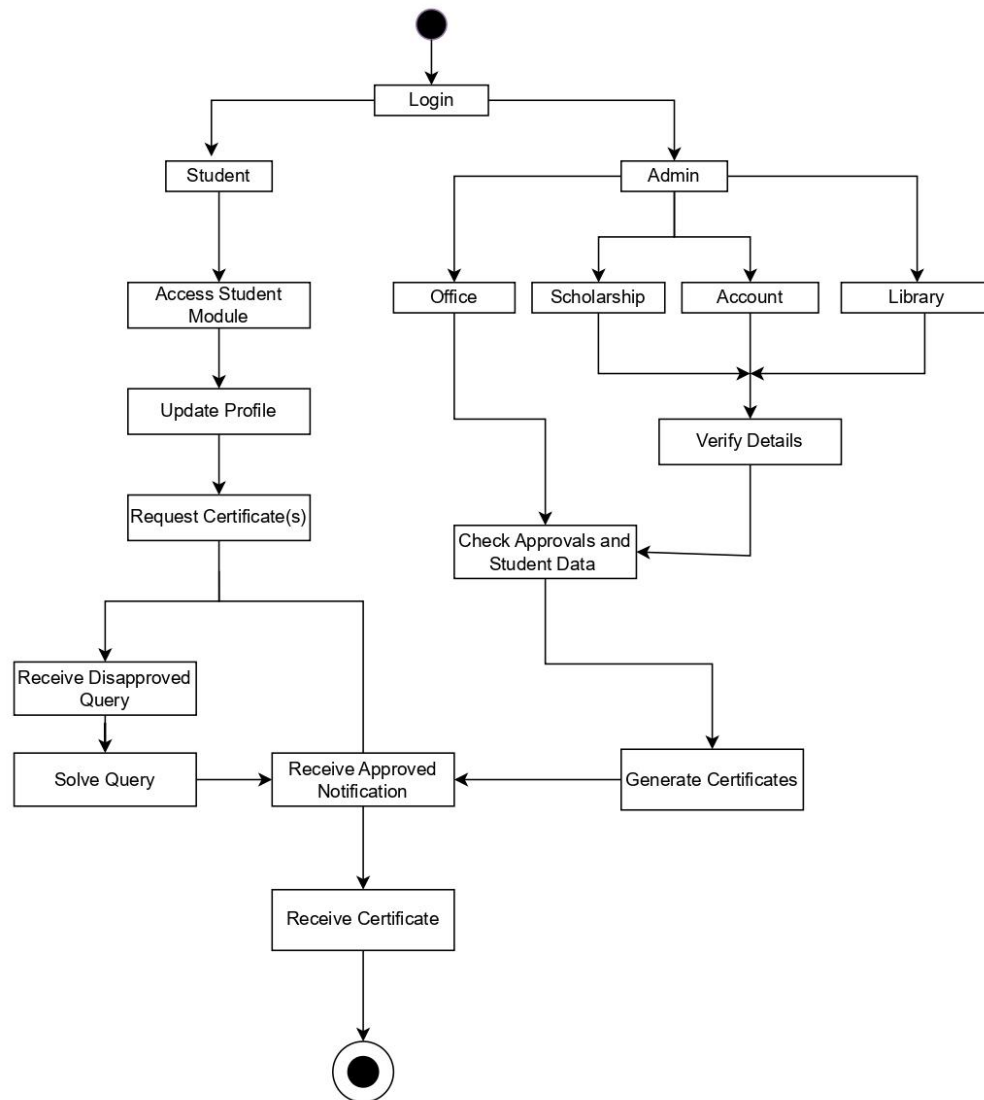 Login
Student
Admin
Access Student
Module
Office
Scholarship
Account
Library
Update Profile
Verify Details
Request Certificate(s)
Check Approvals and
Student Data
Receive Disapproved
Query
Solve Query
Receive Approved
Notification
Generate Certificates
Receive Certificate